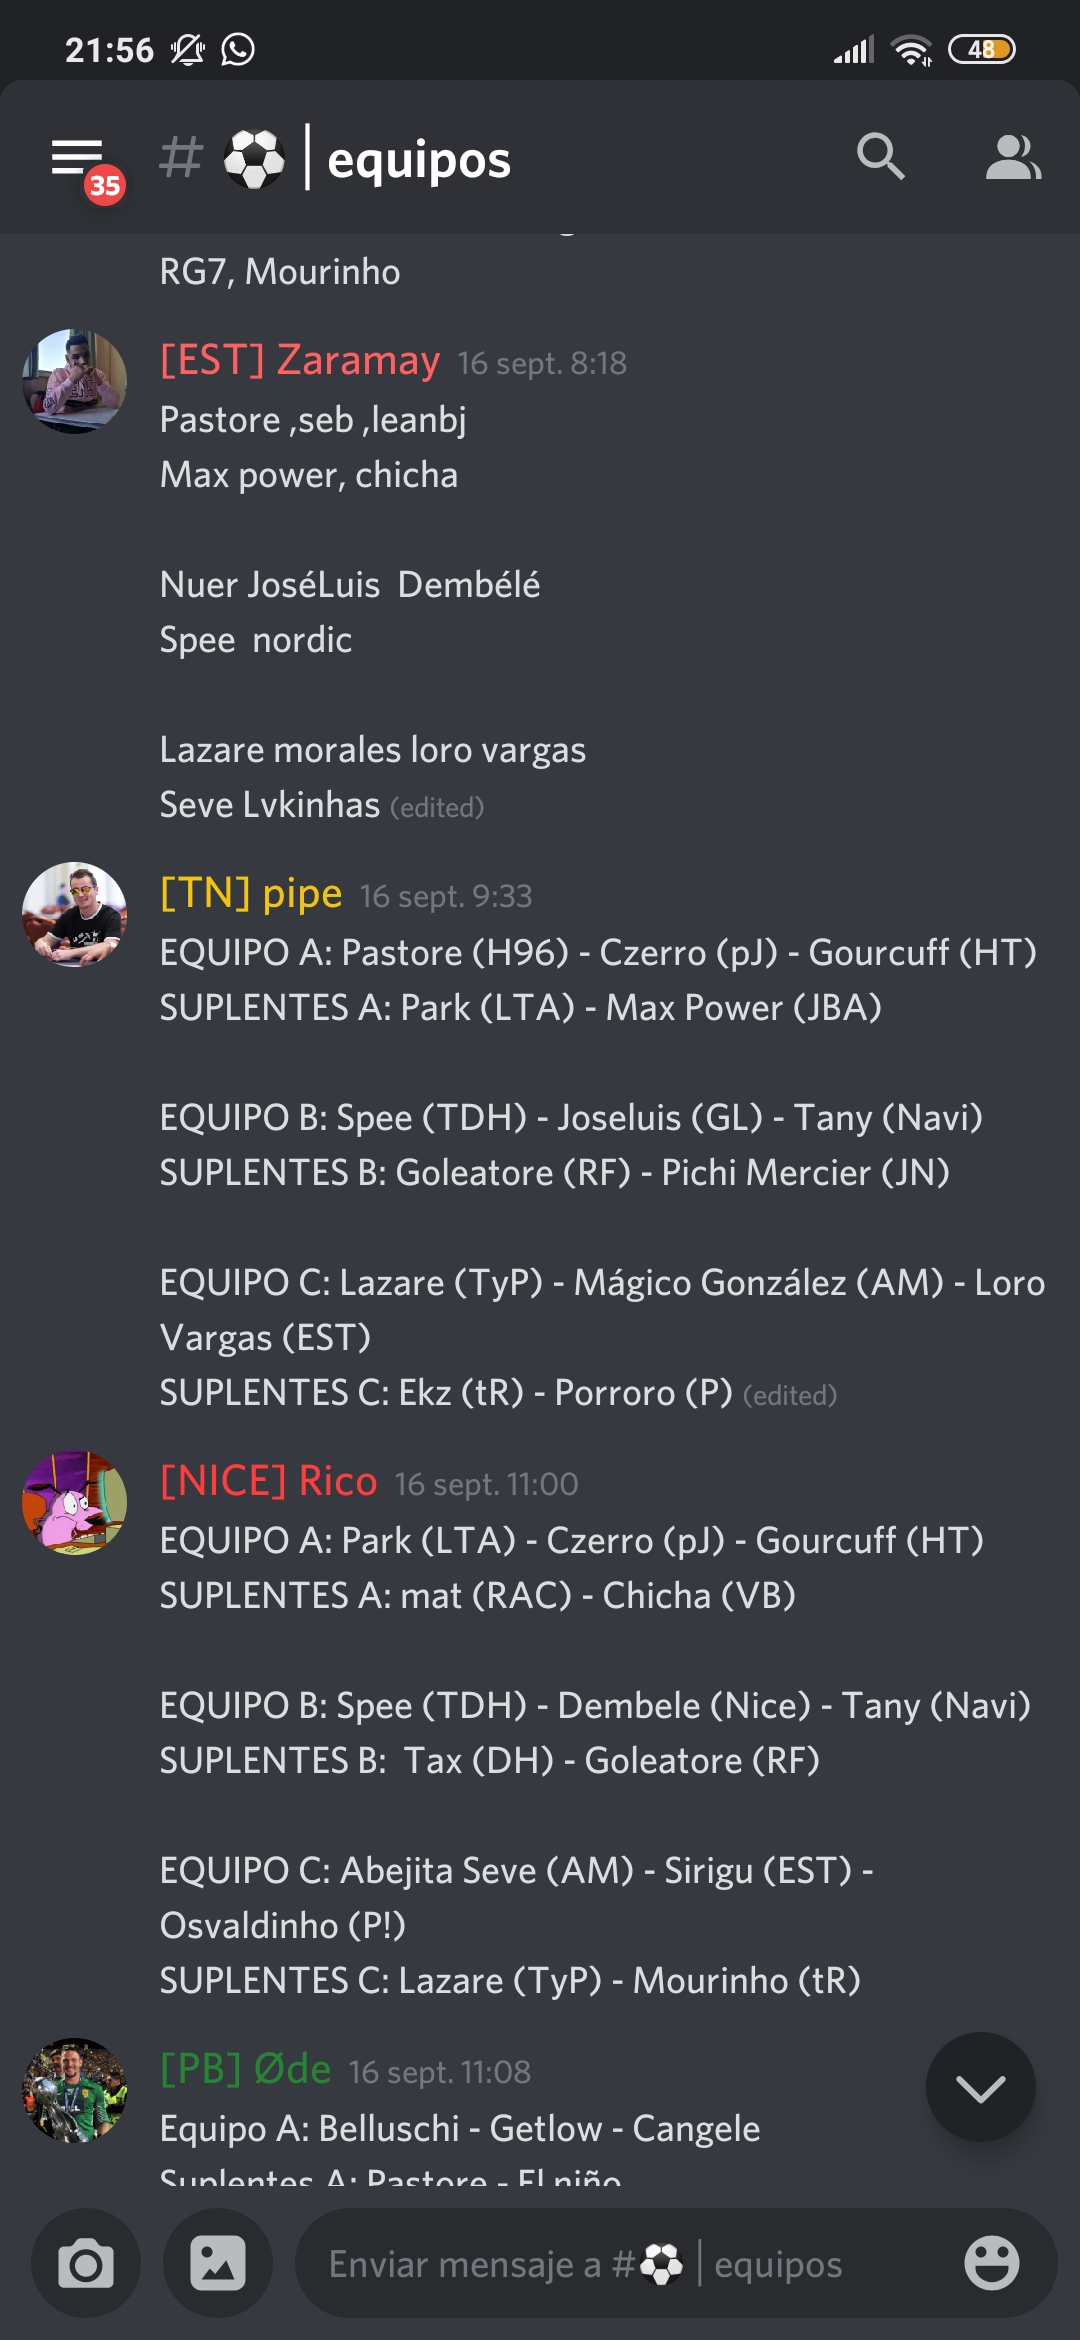 21:56
48
35
# ⚽ | equipos
RG7, Mourinho
[EST] Zaramay 16 sept. 8:18
Pastore ,seb ,leanbj
Max power, chicha
Nuer JoséLuis  Dembélé
Spee  nordic
Lazare morales loro vargas
Seve Lvkinhas (edited)
[TN] pipe 16 sept. 9:33
EQUIPO A: Pastore (H96) - Czerro (pJ) - Gourcuff (HT)
SUPLENTES A: Park (LTA) - Max Power (JBA)
EQUIPO B: Spee (TDH) - Joseluis (GL) - Tany (Navi)
SUPLENTES B: Goleatore (RF) - Pichi Mercier (JN)
EQUIPO C: Lazare (TyP) - Mágico González (AM) - Loro
Vargas (EST)
SUPLENTES C: Ekz (tR) - Porroro (P) (edited)
[NICE] Rico 16 sept. 11:00
EQUIPO A: Park (LTA) - Czerro (pJ) - Gourcuff (HT)
SUPLENTES A: mat (RAC) - Chicha (VB)
EQUIPO B: Spee (TDH) - Dembele (Nice) - Tany (Navi)
SUPLENTES B:  Tax (DH) - Goleatore (RF)
EQUIPO C: Abejita Seve (AM) - Sirigu (EST) -
Osvaldinho (P!)
SUPLENTES C: Lazare (TyP) - Mourinho (tR)
[PB] Øde 16 sept. 11:08
Equipo A: Belluschi - Getlow - Cangele
Suplentes A: Pastore - El niño
Enviar mensaje a #⚽ | equipos